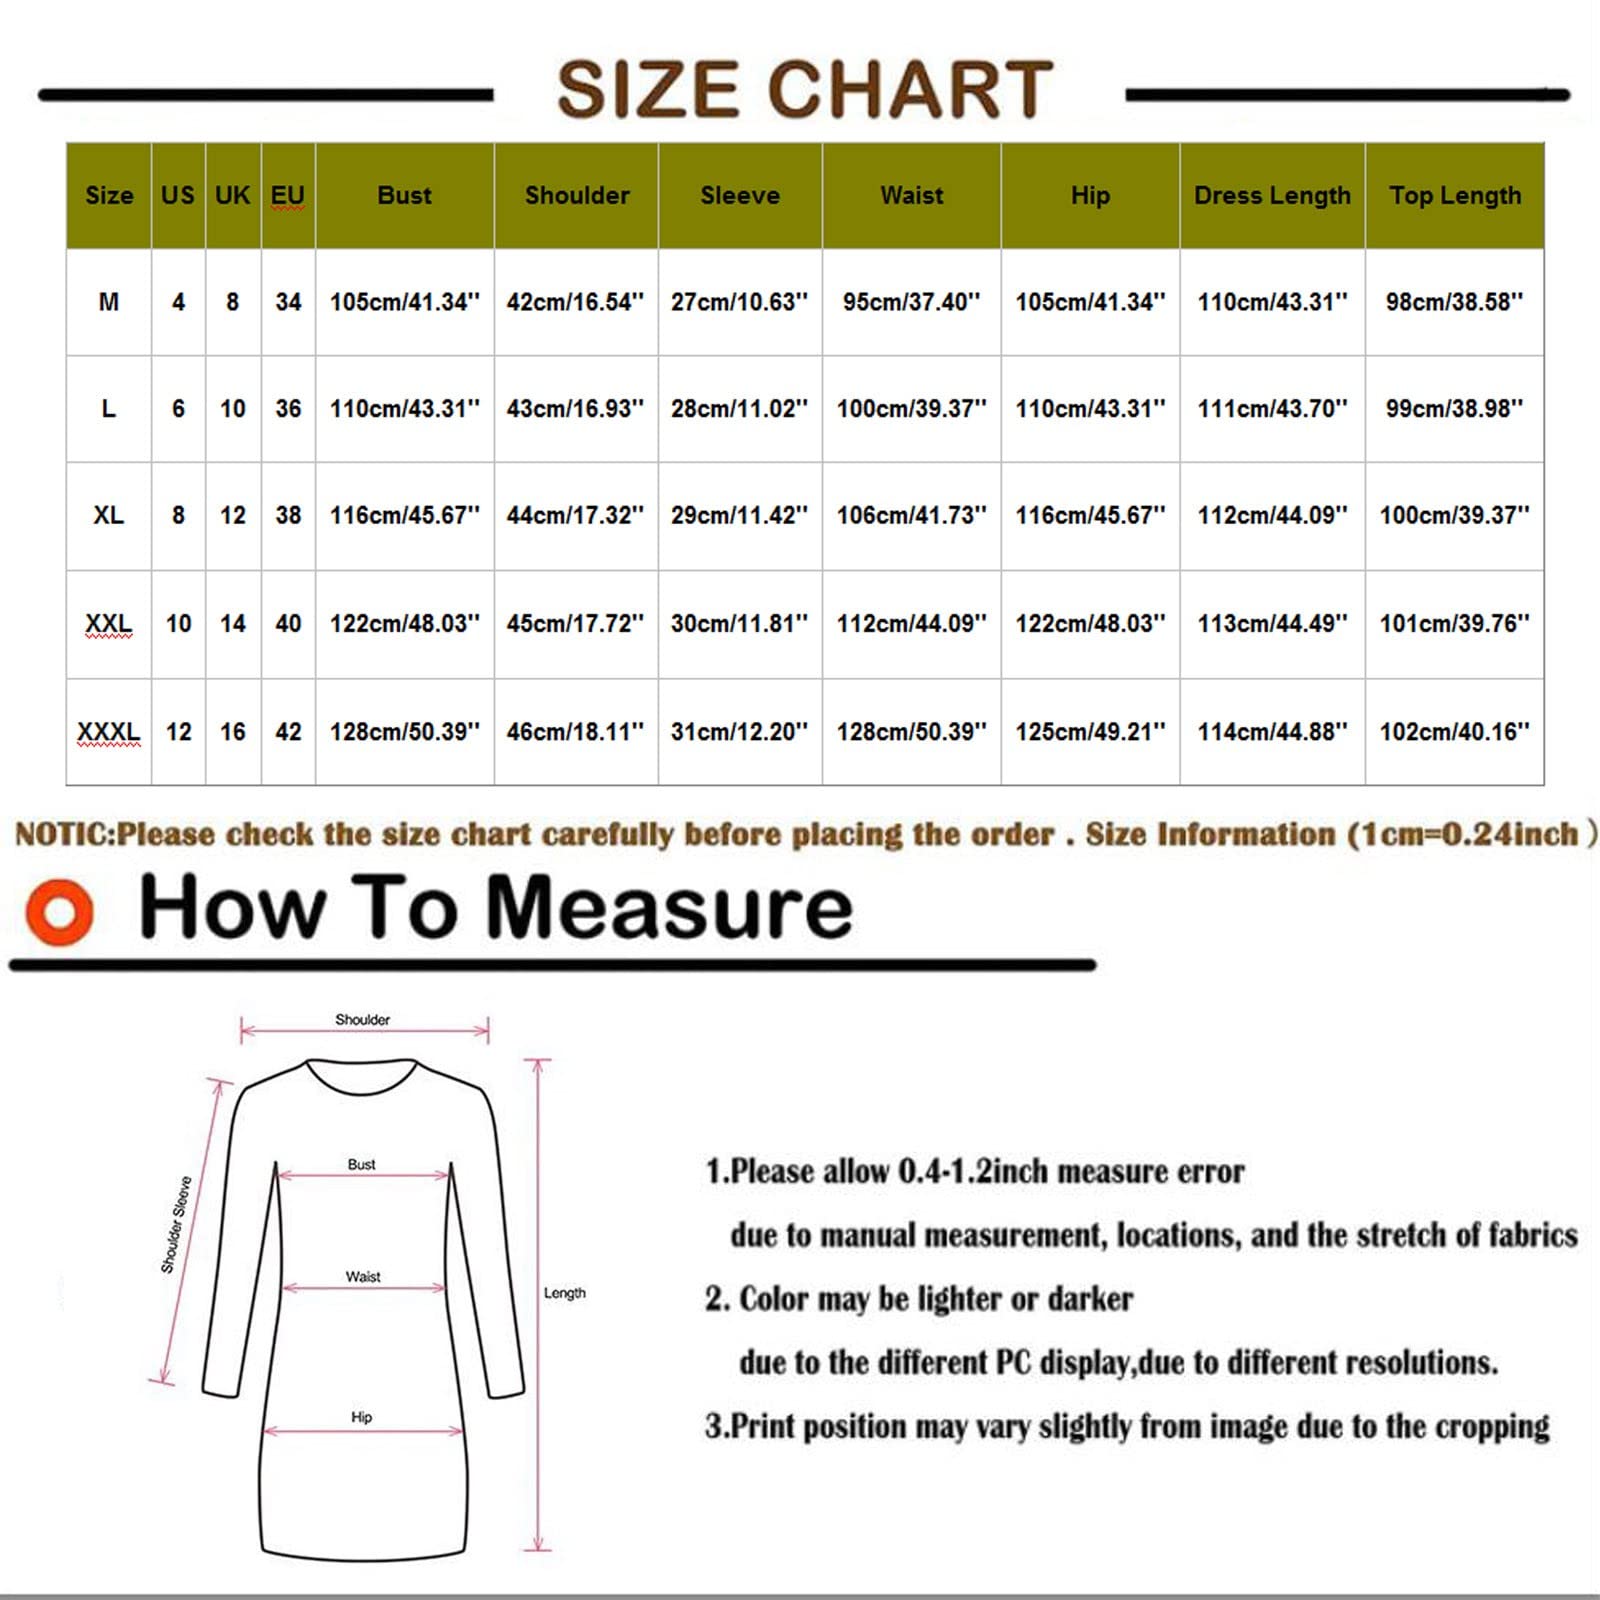 SIZE CHART
Size US UK EU Bust Shoulder Sleeve Waist Hip Dress Length Top Length
M 4 8 34 105cm/41.34'' 42cm/16.54'' 27cm/10.63'' 95cm/37.40'' 105cm/41.34'' 110cm/43.31'' 98cm/38.58''
L 6 10 36 110cm/43.31'' 43cm/16.93'' 28cm/11.02'' 100cm/39.37'' 110cm/43.31'' 111cm/43.70'' 99cm/38.98''
XL 8 12 38 116cm/45.67'' 44cm/17.32'' 29cm/11.42'' 106cm/41.73'' 116cm/45.67'' 112cm/44.09'' 100cm/39.37''
XXL 10 14 40 122cm/48.03'' 45cm/17.72'' 30cm/11.81'' 112cm/44.09'' 122cm/48.03'' 113cm/44.49'' 101cm/39.76''
XXXL 12 16 42 128cm/50.39'' 46cm/18.11'' 31cm/12.20'' 128cm/50.39'' 125cm/49.21'' 114cm/44.88'' 102cm/40.16''
NOTIC:Please check the size chart carefully before placing the order . Size Information (1cm=0.24inch )
How To Measure
Shoulder
Shoulder Sleeve
Bust
Waist
Length
Hip
1.Please allow 0.4-1.2inch measure error
due to manual measurement, locations, and the stretch of fabrics
2. Color may be lighter or darker
due to the different PC display,due to different resolutions.
3.Print position may vary slightly from image due to the cropping